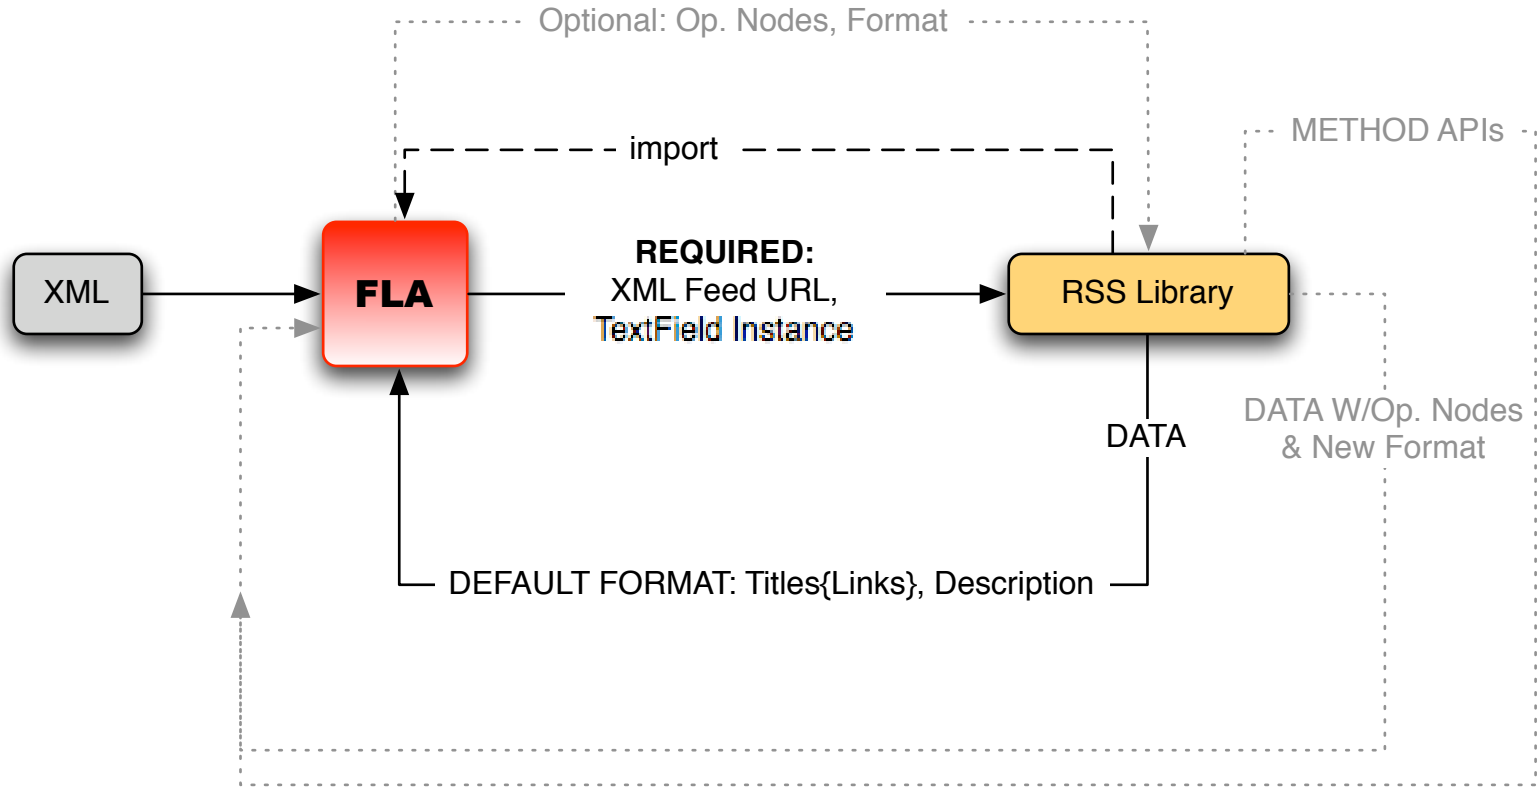 Optional: Op. Nodes, Format
METHOD APIs
import
REQUIRED:
XML Feed URL,
TextField Instance
XML
FLA
RSS Library
DATA W/Op. Nodes
& New Format
DATA
DEFAULT FORMAT: Titles{Links}, Description